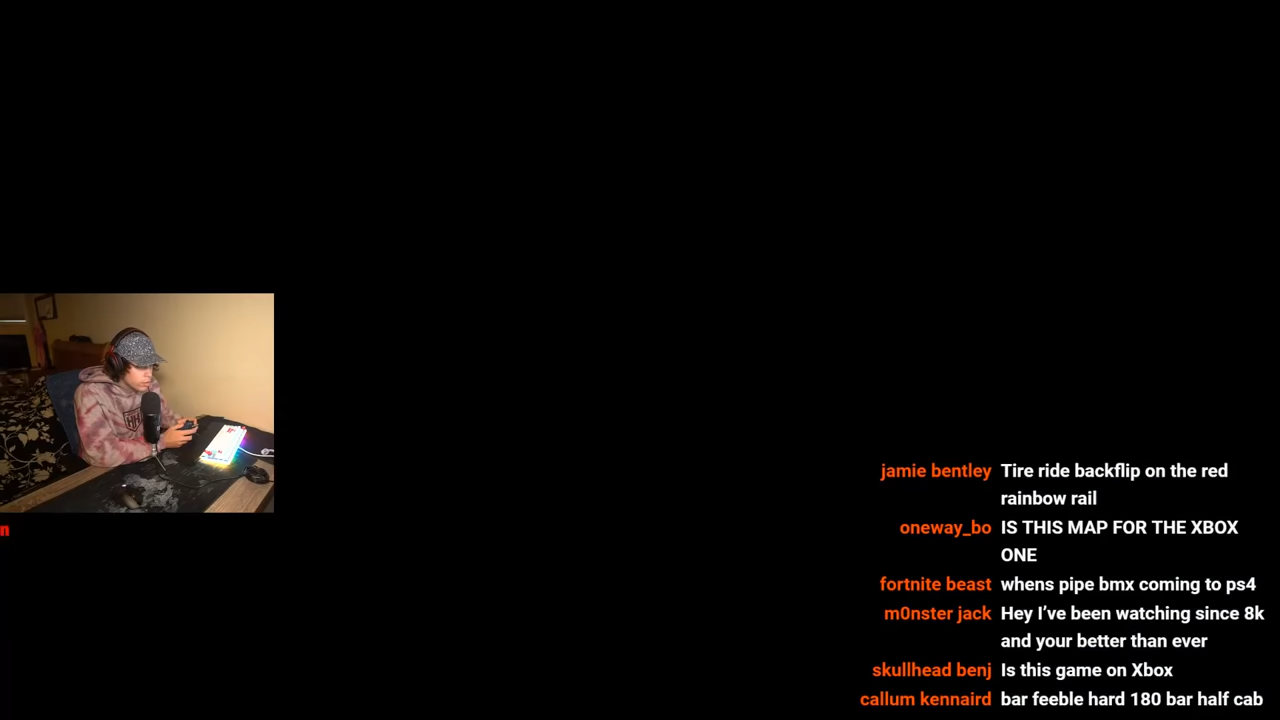 HH
n
jamie bentley Tire ride backflip on the red
rainbow rail
oneway_bo IS THIS MAP FOR THE XBOX
ONE
fortnite beast whens pipe bmx coming to ps4
m0nster jack Hey I’ve been watching since 8k
and your better than ever
skullhead benj Is this game on Xbox
callum kennaird bar feeble hard 180 bar half cab